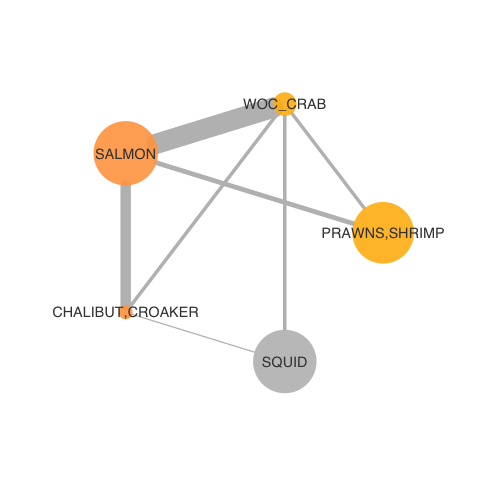 WOC_CRAB
SALMON
PRAWNS,SHRIMP
CHALIBUT,CROAKER
SQUID